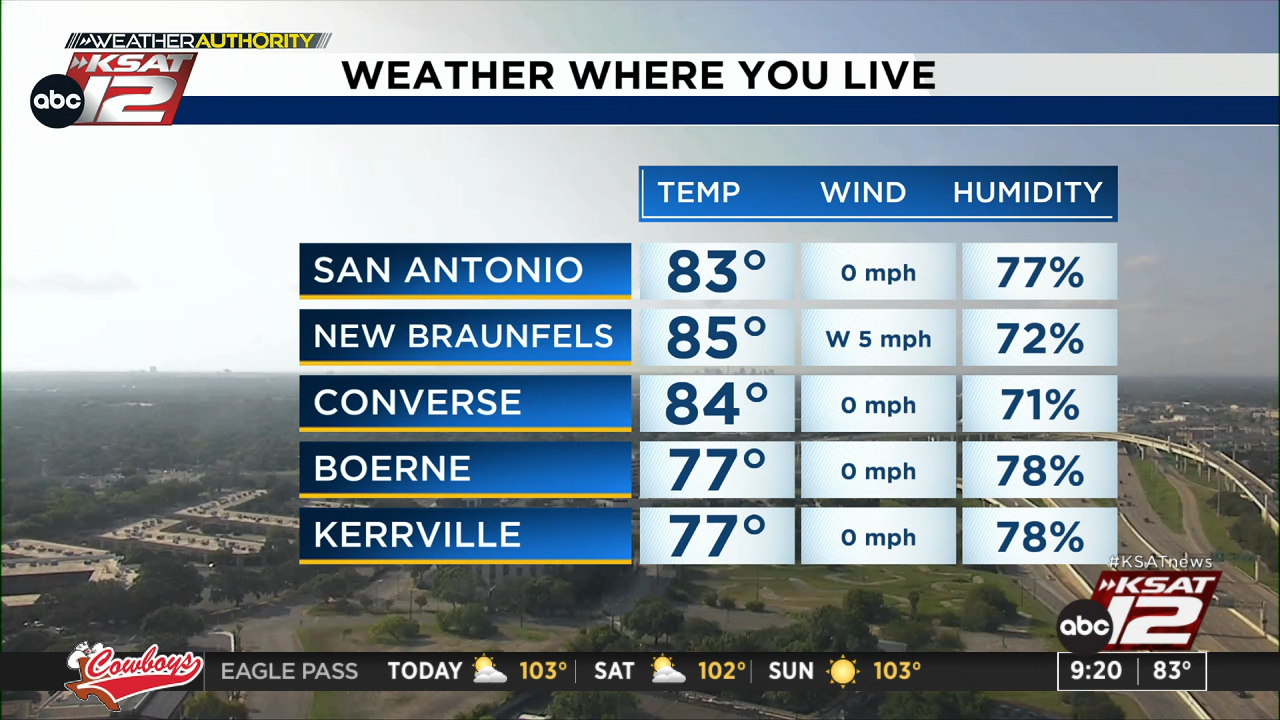 WEATHERAUTHORITY
KSAT
abc 12
WEATHER WHERE YOU LIVE
TEMP WIND HUMIDITY
SAN ANTONIO 83° 0 mph 77%
NEW BRAUNFELS 85° W 5 mph 72%
CONVERSE 84° 0 mph 71%
BOERNE 77° 0 mph 78%
KERRVILLE 77° 0 mph 78%
#KSATnews
KSAT
abc 12
Cowboys EAGLE PASS TODAY 103° SAT 102° SUN 103° 9:20 83°